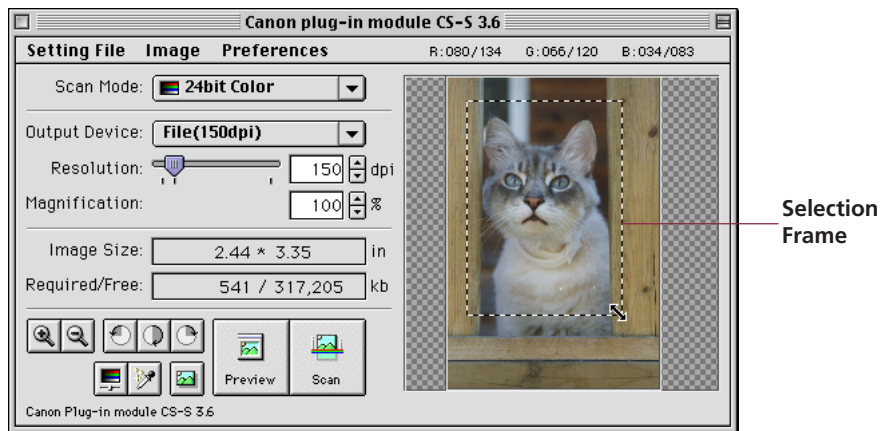 Canon plug-in module CS-S 3.6
Setting File Image Preferences R:080/134 G:066/120 B:034/083
Scan Mode: 24bit Color
Output Device: File(150dpi)
Resolution: 150 dpi
Magnification: 100 %
Image Size: 2.44 * 3.35 in
Required/Free: 541 / 317,205 kb
Preview Scan
Canon Plug-in module CS-S 3.6
Selection
Frame